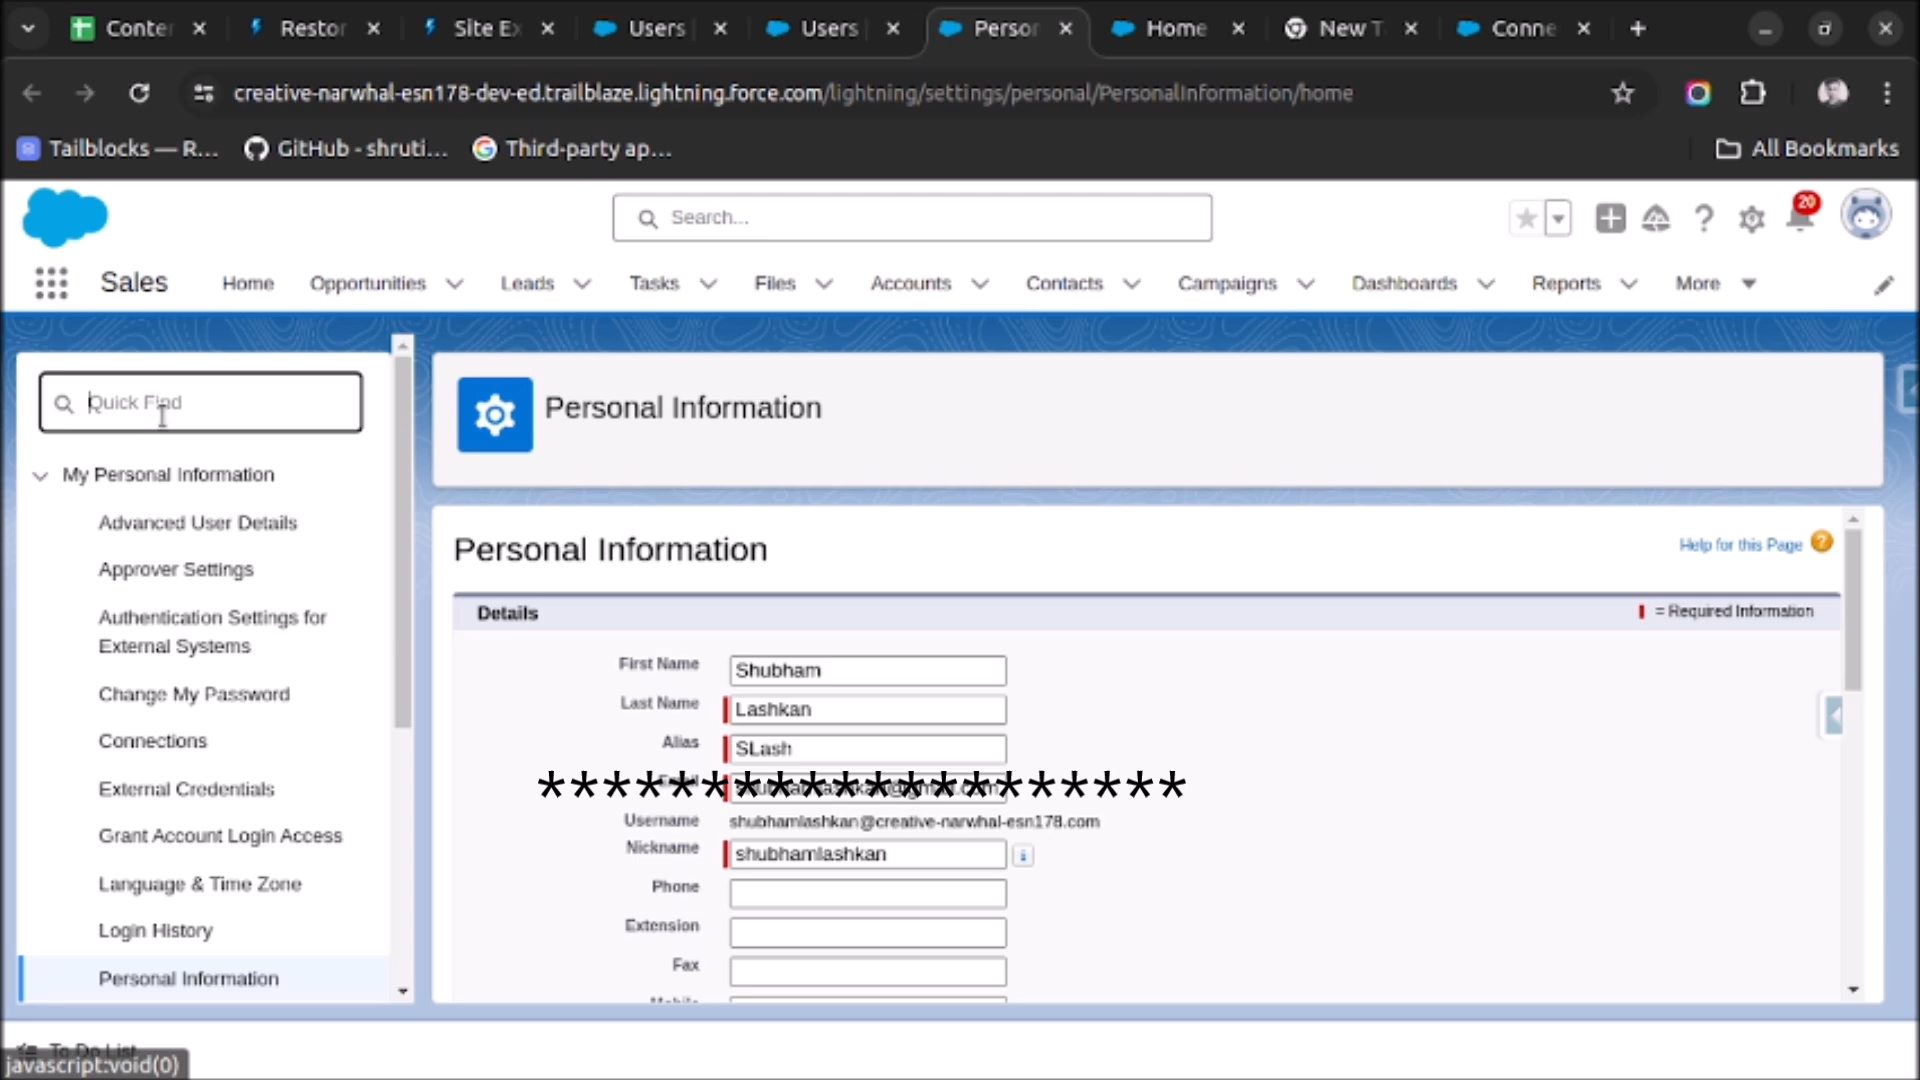 Conter
Restor
Site Ex
Users
Users
Person
Home
New T
Conne
creative-narwhal-esn178-dev-ed.trailblaze.lightning.force.com/lightning/settings/personal/PersonalInformation/home
Tailblocks — R...
GitHub - shruti...
Third-party ap...
All Bookmarks
Search...
20
Sales
Home
Opportunities
Leads
Tasks
Files
Accounts
Contacts
Campaigns
Dashboards
Reports
More
Quick Find
My Personal Information
Advanced User Details
Approver Settings
Authentication Settings for
External Systems
Change My Password
Connections
External Credentials
Grant Account Login Access
Language & Time Zone
Login History
Personal Information
Personal Information
Personal Information
Help for this Page
Details
= Required Information
First Name
Shubham
Last Name
Lashkan
Alias
SLash
Email
********************
Username
shubhamlashkan@creative-narwhal-esn178.com
Nickname
shubhamlashkan
Phone
Extension
Fax
Mobile
To Do List
javascript:void(0)